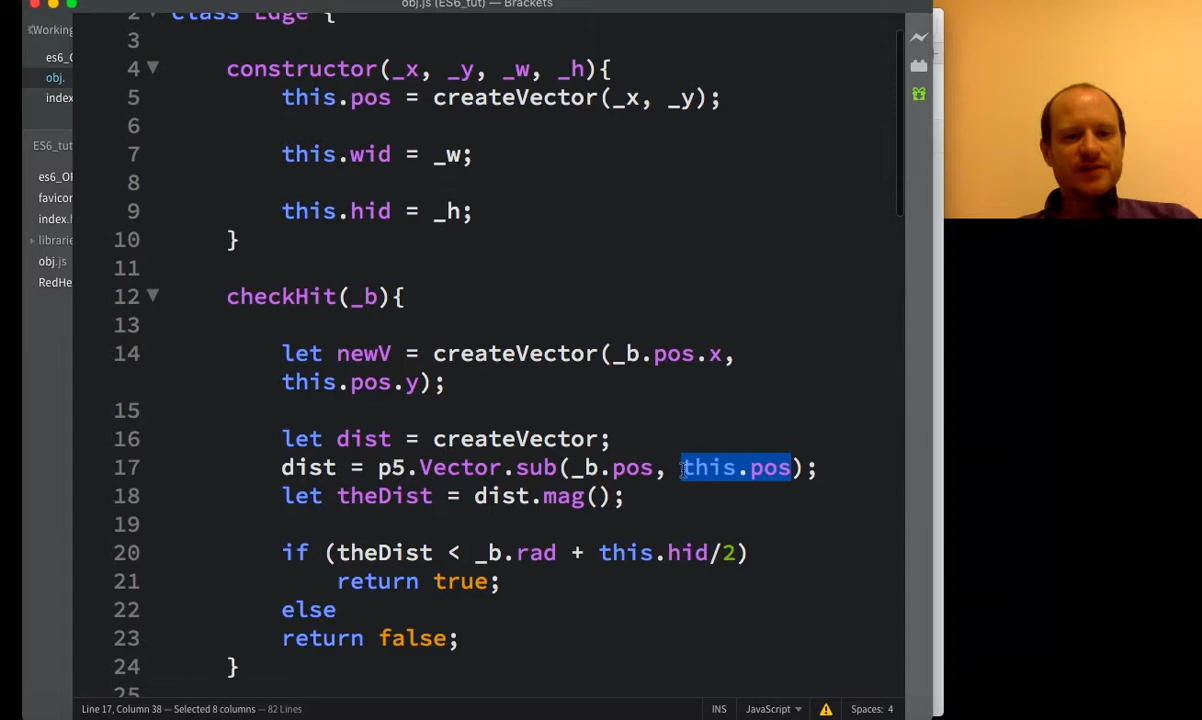 obj.js (ES6_tut) — Brackets
Working
es6_O
obj.
index
ES6_tut
es6_OI
favicor
index.h
librarie
obj.js
RedHe
2 class Edge {
3
4 constructor(_x, _y, _w, _h){
5 this.pos = createVector(_x, _y);
6
7 this.wid = _w;
8
9 this.hid = _h;
10 }
11
12 checkHit(_b){
13
14 let newV = createVector(_b.pos.x,
this.pos.y);
15
16 let dist = createVector;
17 dist = p5.Vector.sub(_b.pos, this.pos);
18 let theDist = dist.mag();
19
20 if (theDist < _b.rad + this.hid/2)
21 return true;
22 else
23 return false;
24 }
25
Line 17, Column 38 — Selected 8 columns — 82 Lines
INS
JavaScript
Spaces: 4